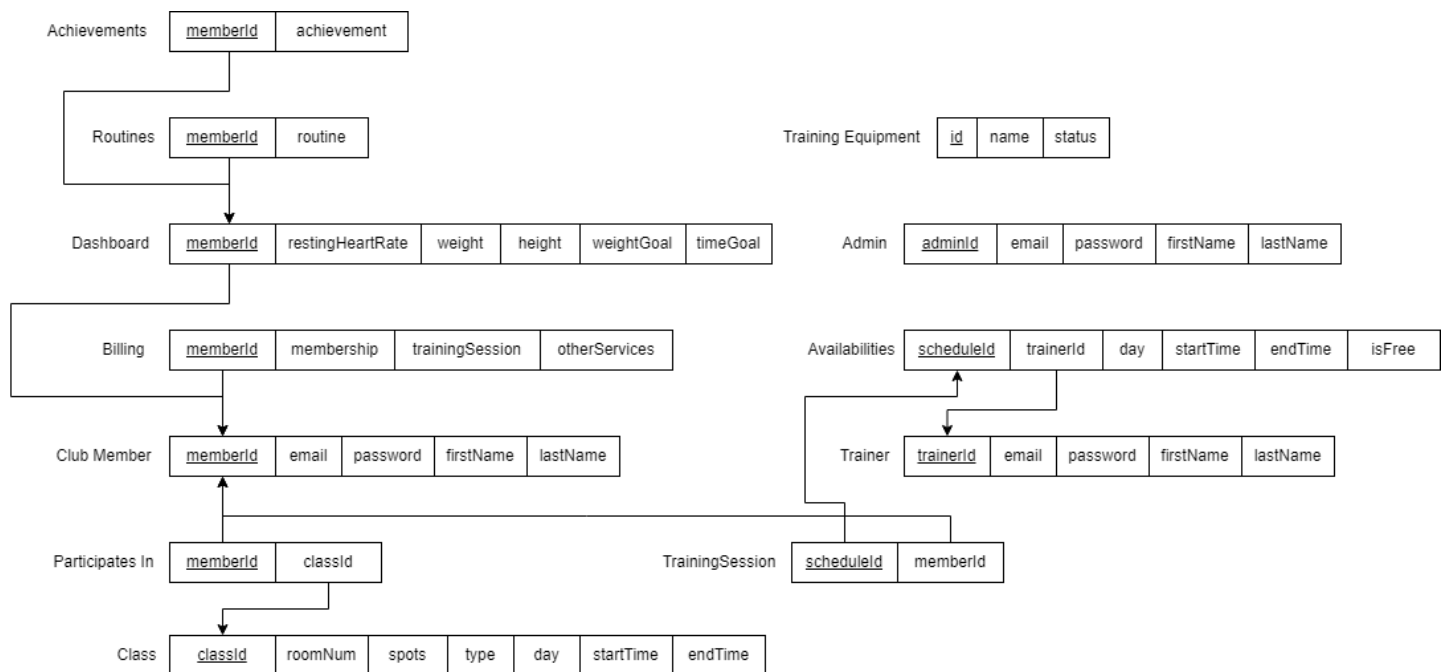 Achievements memberId achievement
Routines memberId routine
Training Equipment id name status
Dashboard memberId restingHeartRate weight height weightGoal timeGoal
Admin adminId email password firstName lastName
Billing memberId membership trainingSession otherServices
Availabilities scheduleId trainerId day startTime endTime isFree
Club Member memberId email password firstName lastName
Trainer trainerId email password firstName lastName
Participates In memberId classId
TrainingSession scheduleId memberId
Class classId roomNum spots type day startTime endTime